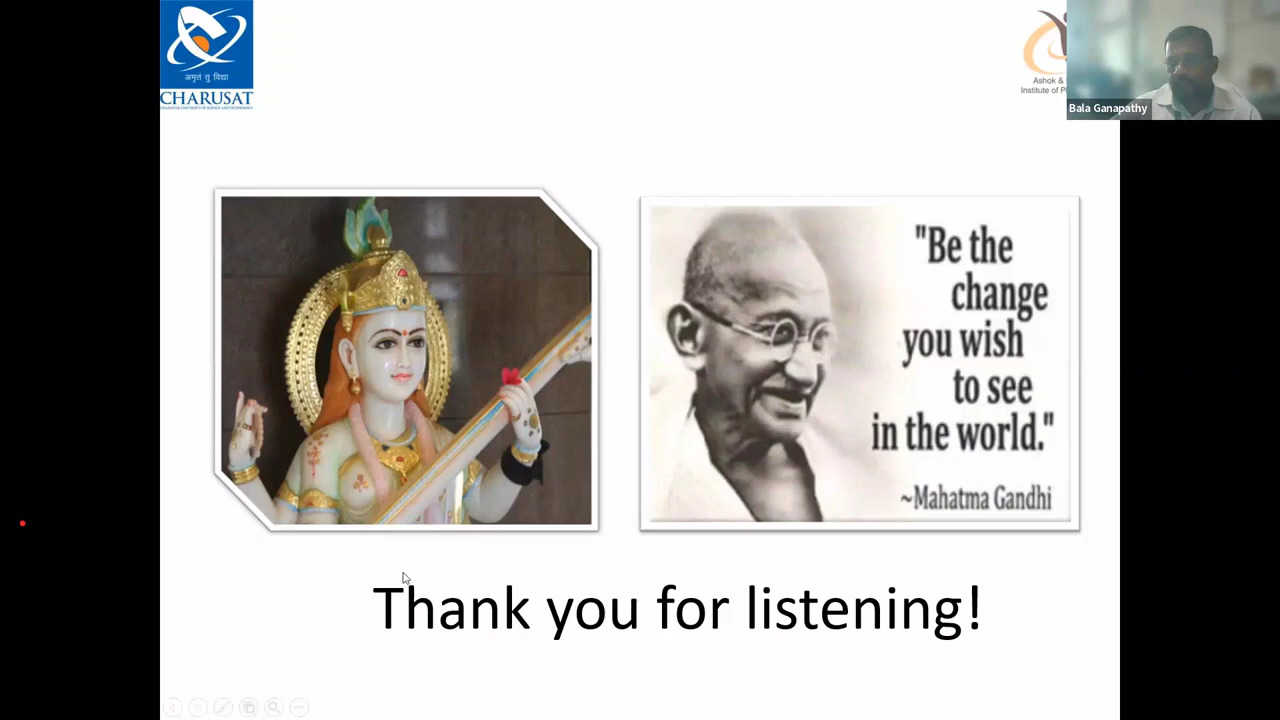 अमृतं तु विद्या
CHARUSAT
Ashok &
Institute of P
Bala Ganapathy
"Be the
change
you wish
to see
in the world."
~Mahatma Gandhi
Thank you for listening!